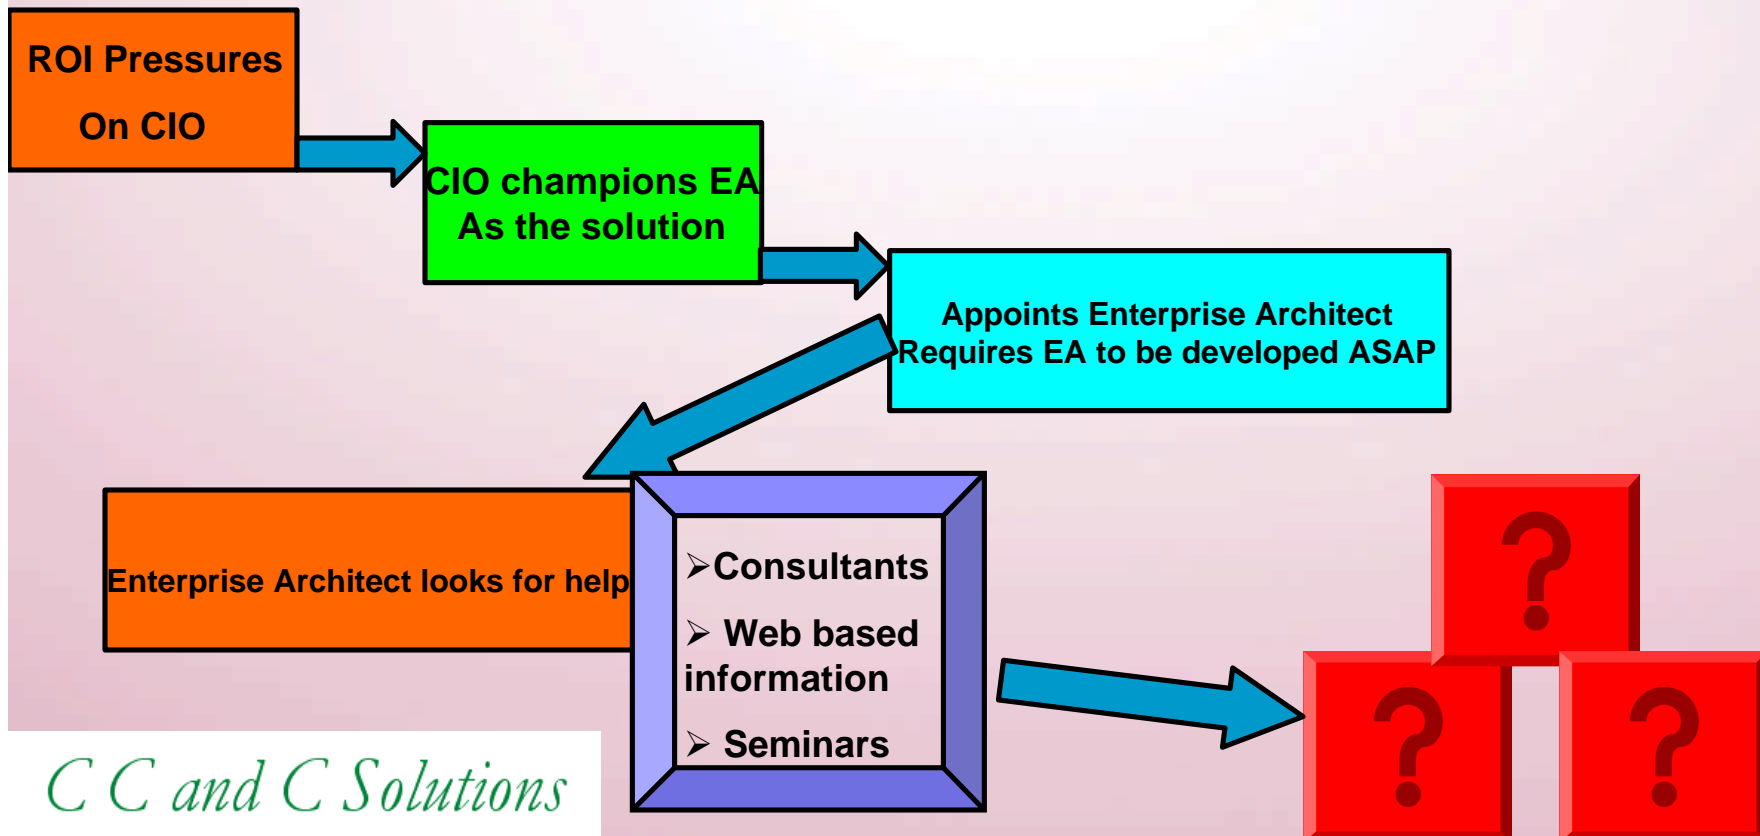 ROI Pressures
On CIO
CIO champions EA
As the solution
Appoints Enterprise Architect
Requires EA to be developed ASAP
Enterprise Architect looks for help
➢Consultants
➢ Web based
information
➢ Seminars
?
?
?
C C and C Solutions